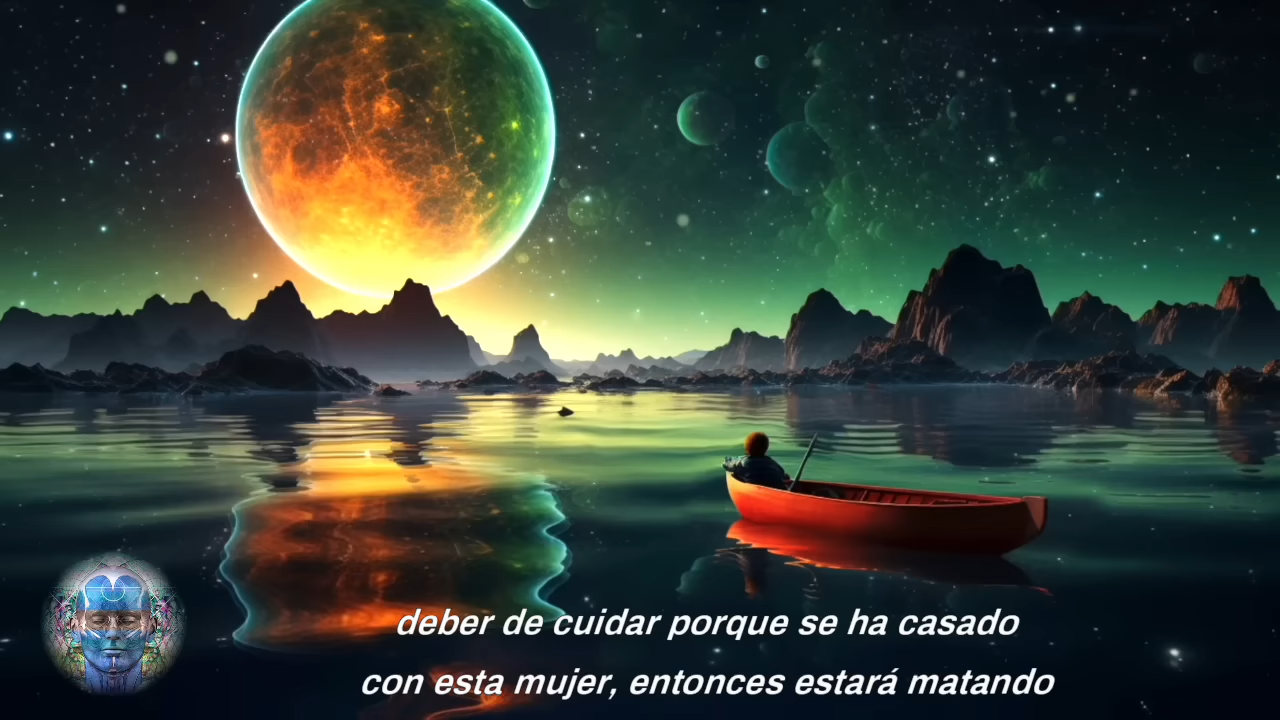 deber de cuidar porque se ha casado
con esta mujer, entonces estará matando